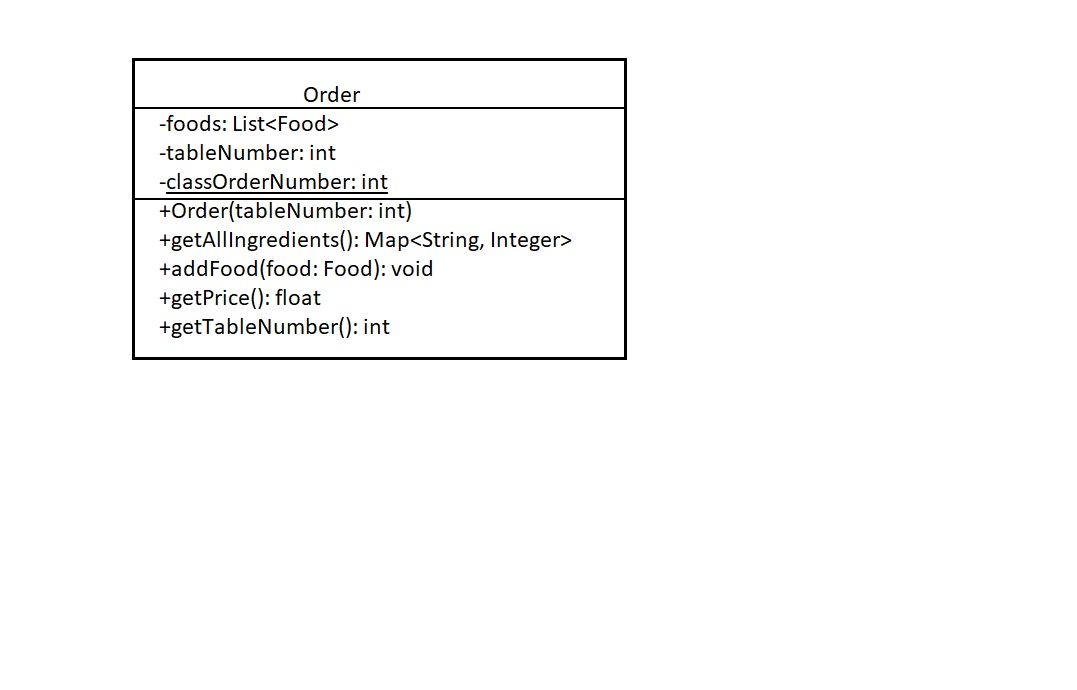 Order
-foods: List<Food>
-tableNumber: int
-classOrderNumber: int
+Order(tableNumber: int)
+getAllIngredients(): Map<String, Integer>
+addFood(food: Food): void
+getPrice(): float
+getTableNumber(): int